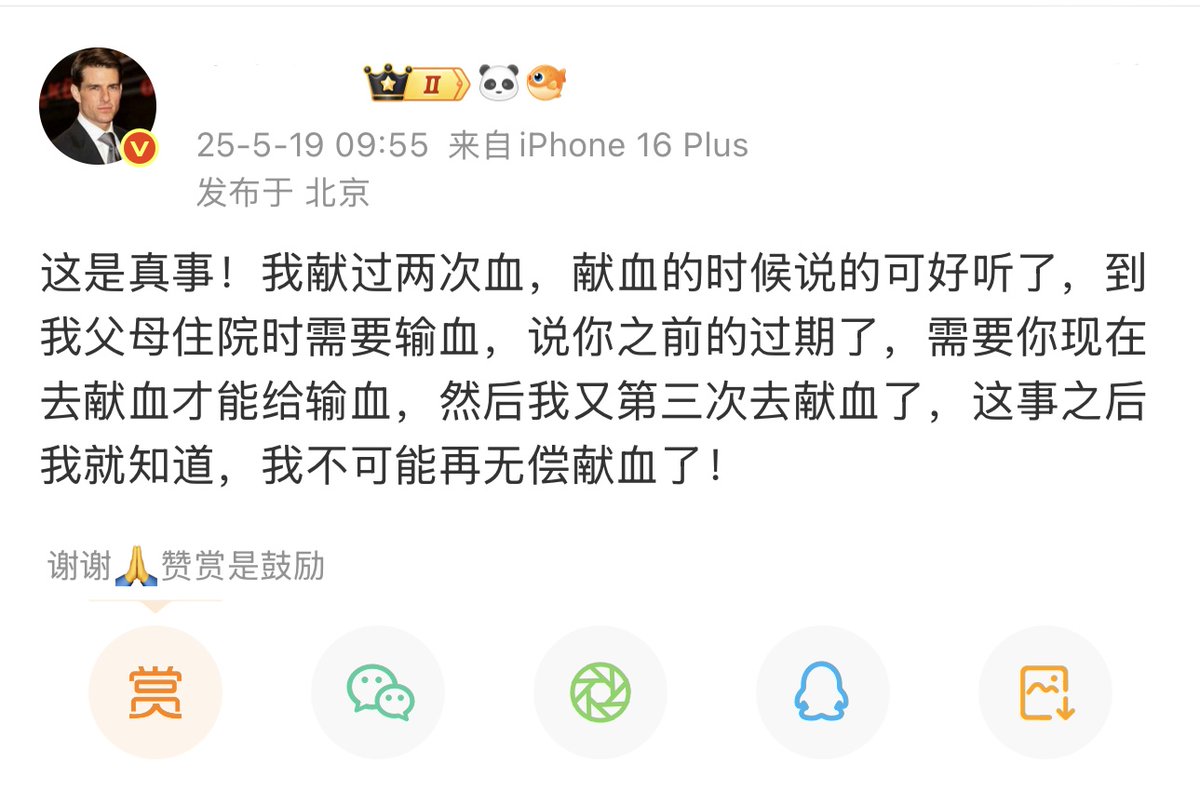 II
25-5-19 09:55 来自iPhone 16 Plus
发布于 北京
这是真事！我献过两次血，献血的时候说的可好听了，到
我父母住院时需要输血，说你之前的过期了，需要你现在
去献血才能给输血，然后我又第三次去献血了，这事之后
我就知道，我不可能再无偿献血了！
谢谢🙏赞赏是鼓励
赏